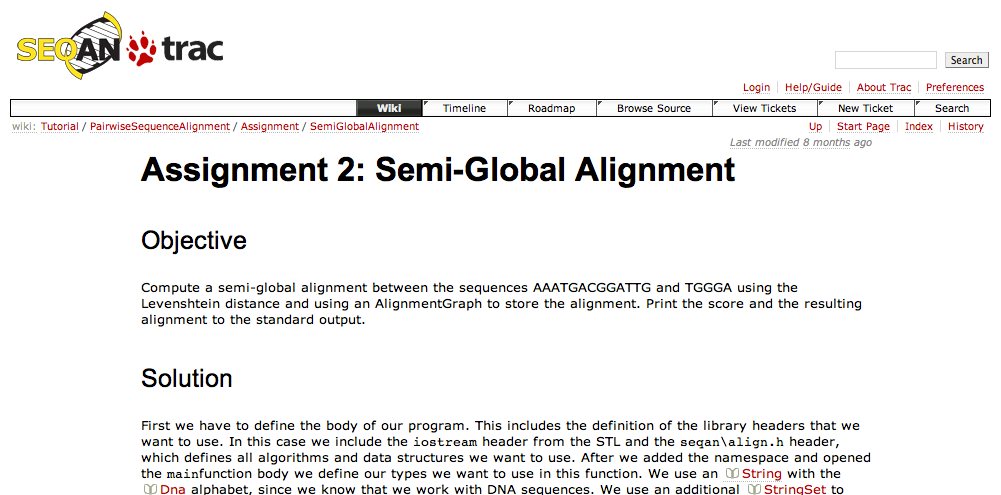 SEQAN trac
Search
Login Help/Guide About Trac Preferences
Wiki Timeline Roadmap Browse Source View Tickets New Ticket Search
wiki: Tutorial / PairwiseSequenceAlignment / Assignment / SemiGlobalAlignment Up Start Page Index History
Last modified 8 months ago
Assignment 2: Semi-Global Alignment
Objective
Compute a semi-global alignment between the sequences AAATGACGGATTG and TGGGA using the
Levenshtein distance and using an AlignmentGraph to store the alignment. Print the score and the resulting
alignment to the standard output.
Solution
First we have to define the body of our program. This includes the definition of the library headers that we
want to use. In this case we include the iostream header from the STL and the seqan\align.h header,
which defines all algorithms and data structures we want to use. After we added the namespace and opened
the mainfunction body we define our types we want to use in this function. We use an String with the
Dna alphabet, since we know that we work with DNA sequences. We use an additional StringSet to